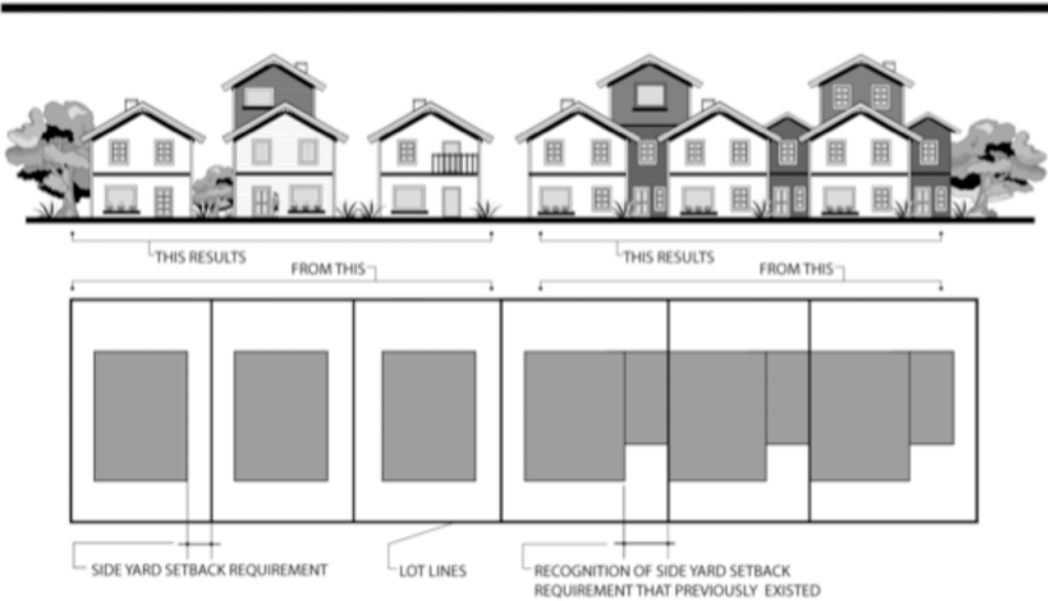 THIS RESULTS
FROM THIS
THIS RESULTS
FROM THIS
SIDE YARD SETBACK REQUIREMENT
LOT LINES
RECOGNITION OF SIDE YARD SETBACK
REQUIREMENT THAT PREVIOUSLY EXISTED